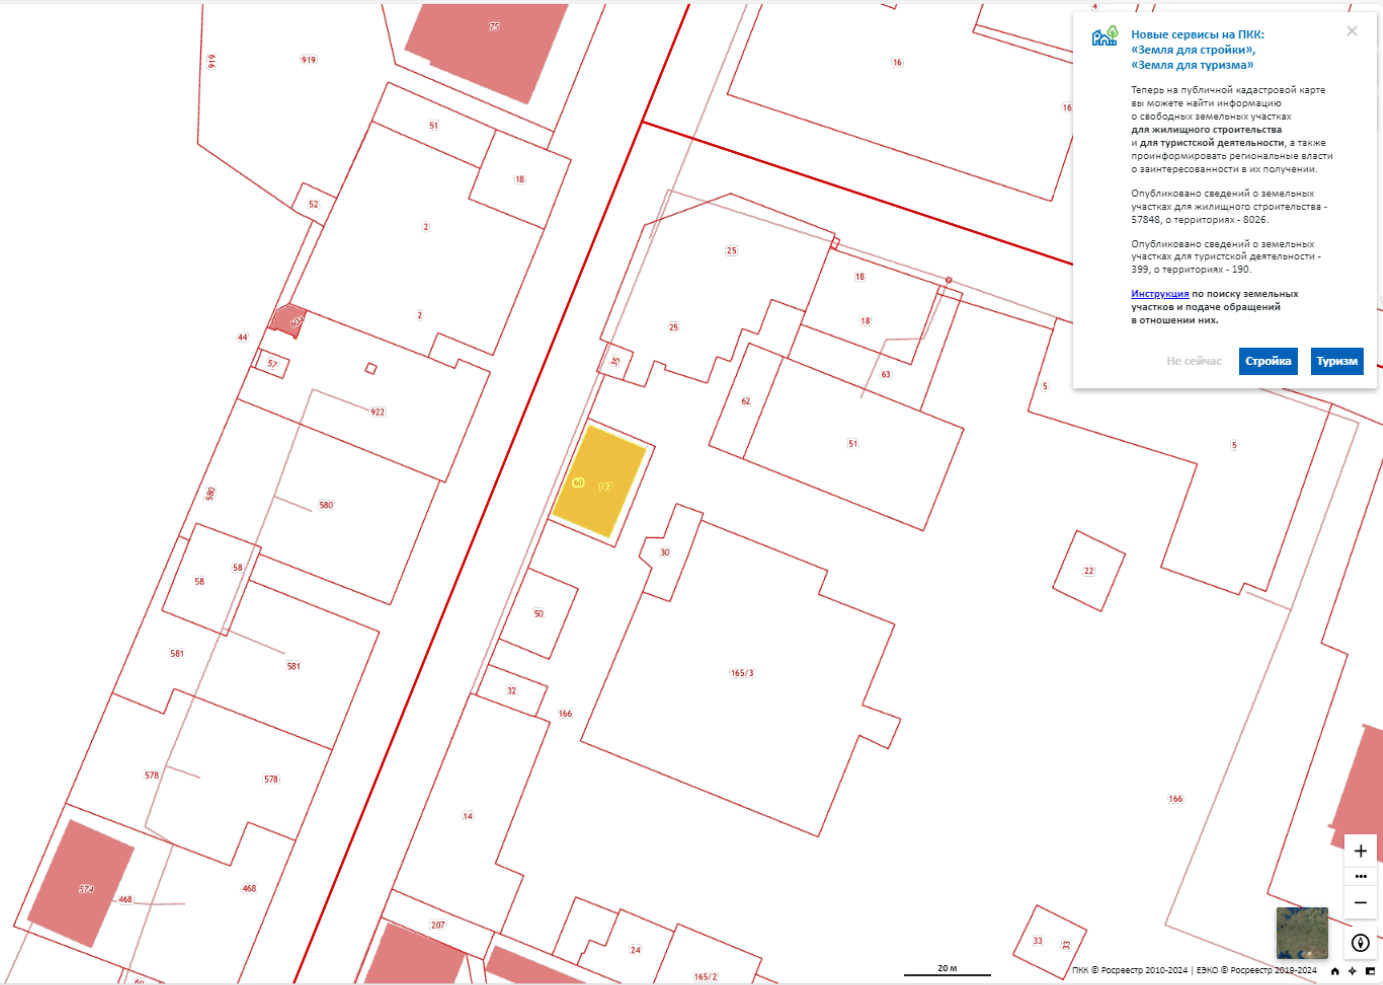 75
4
919
919
16
16
51
18
52
2
25
18
2
25
18
44
57
35
63
5
62
922
51
5
60
197
580
580
30
22
58
58
50
581
581
165/3
32
166
578
578
166
14
574
468
468
207
24
33
33
165/2
60
Новые сервисы на ПКК:
«Земля для стройки»,
«Земля для туризма»
Теперь на публичной кадастровой карте
вы можете найти информацию
о свободных земельных участках
для жилищного строительства
и для туристской деятельности, а также
проинформировать региональные власти
о заинтересованности в их получении.
Опубликовано сведений о земельных
участках для жилищного строительства -
57848, о территориях - 8026.
Опубликовано сведений о земельных
участках для туристской деятельности -
399, о территориях - 190.
Инструкция по поиску земельных
участков и подаче обращений
в отношении них.
Не сейчас Стройка Туризм
20 м
ПКК © Росреестр 2010-2024 | ЕЭКО © Росреестр 2019-2024